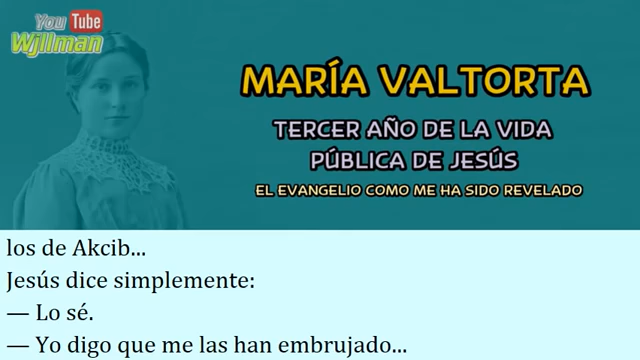 You Tube
Wjllman
MARÍA VALTORTA
TERCER AÑO DE LA VIDA
PÚBLICA DE JESÚS
EL EVANGELIO COMO ME HA SIDO REVELADO
los de Akcib...
Jesús dice simplemente:
— Lo sé.
— Yo digo que me las han embrujado...